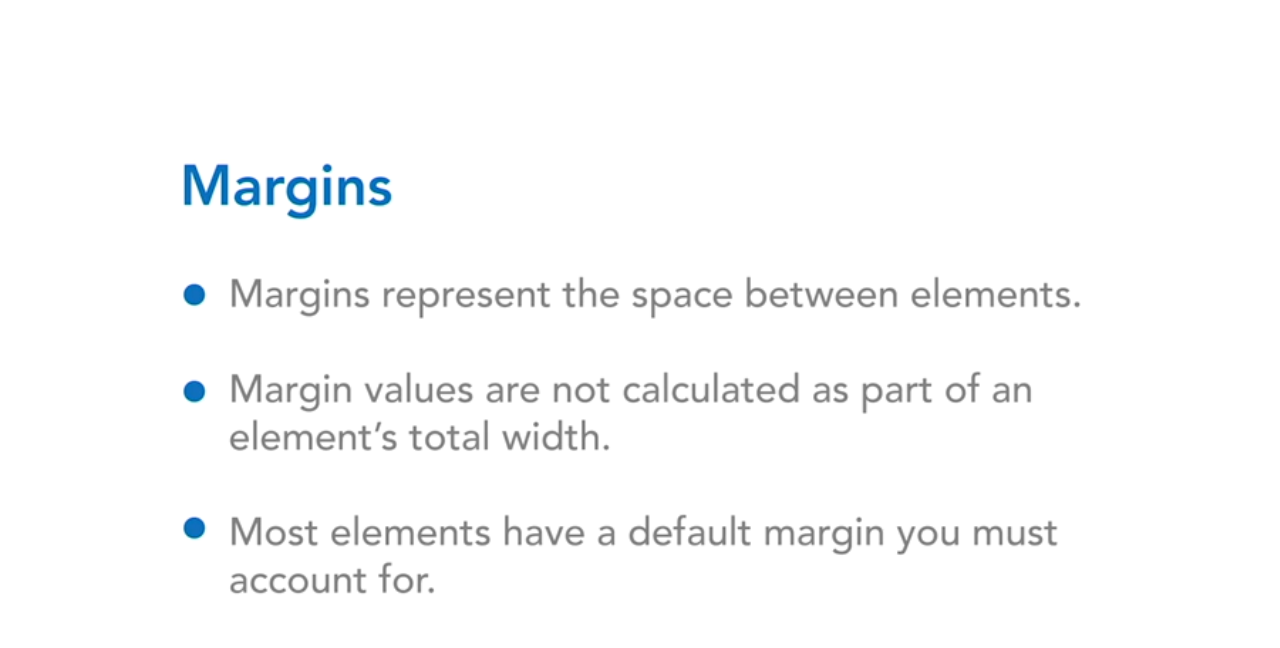 Margins
Margins represent the space between elements.
Margin values are not calculated as part of an
element’s total width.
Most elements have a default margin you must
account for.